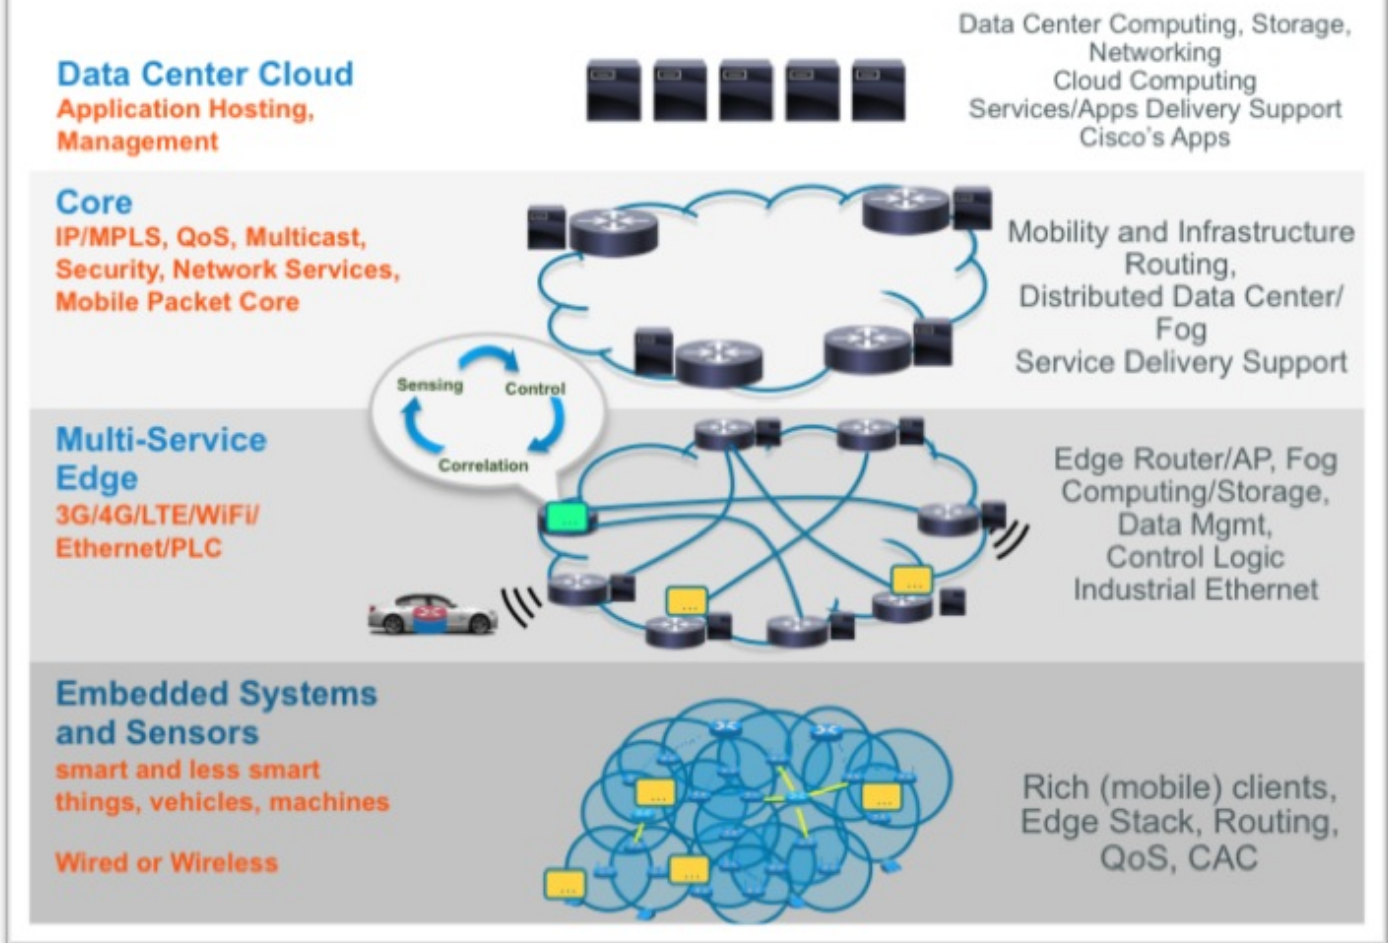 Data Center Cloud
Application Hosting,
Management
Data Center Computing, Storage,
Networking
Cloud Computing
Services/Apps Delivery Support
Cisco's Apps
Core
IP/MPLS, QoS, Multicast,
Security, Network Services,
Mobile Packet Core
Mobility and Infrastructure
Routing,
Distributed Data Center/
Fog
Service Delivery Support
Sensing
Control
Correlation
Multi-Service
Edge
3G/4G/LTE/WiFi/
Ethernet/PLC
...
...
...
Edge Router/AP, Fog
Computing/Storage,
Data Mgmt,
Control Logic
Industrial Ethernet
Embedded Systems
and Sensors
smart and less smart
things, vehicles, machines
Wired or Wireless
...
...
...
...
Rich (mobile) clients,
Edge Stack, Routing,
QoS, CAC